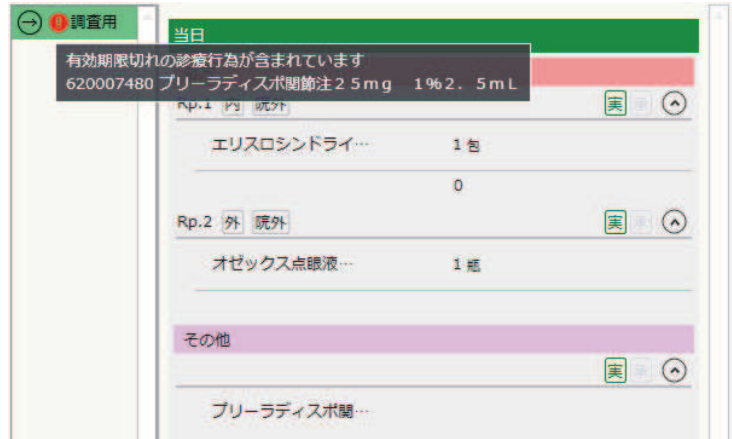 調査用
当日
有効期限切れの診療行為が含まれています
620007480 プリーラディスポ関節注２５ｍｇ　１%２．５ｍＬ
Rp.1 内 院外 実
エリスロシンドライ… 1 包
0
Rp.2 外 院外 実
オゼックス点眼液… 1 瓶
その他
実
プリーラディスポ関…